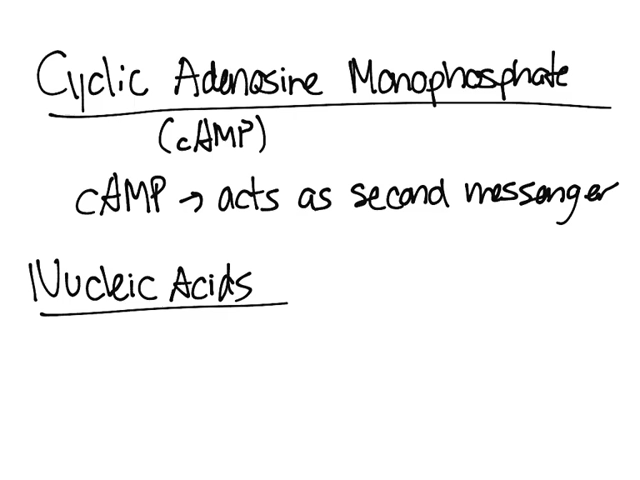 Cyclic Adenosine Monophosphate
(cAMP)
cAMP → acts as second messenger
Nucleic Acids